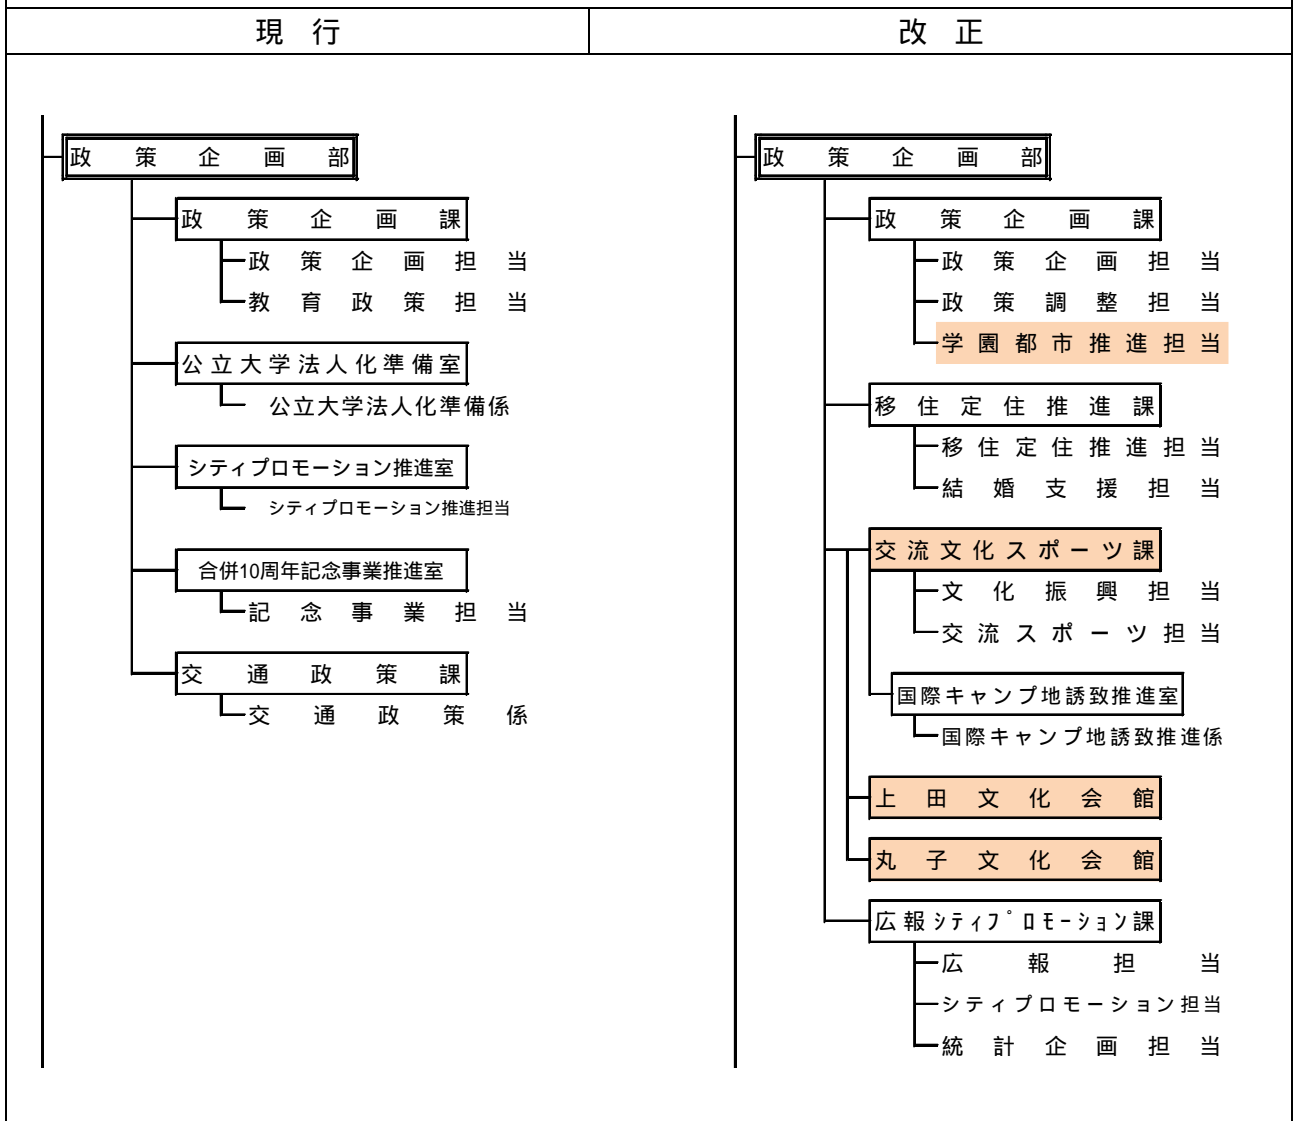 現行
改正
政策企画部
政策企画課
政策企画担当
教育政策担当
公立大学法人化準備室
公立大学法人化準備係
シティプロモーション推進室
シティプロモーション推進担当
合併10周年記念事業推進室
記念事業担当
交通政策課
交通政策係
政策企画部
政策企画課
政策企画担当
政策調整担当
学園都市推進担当
移住定住推進課
移住定住推進担当
結婚支援担当
交流文化スポーツ課
文化振興担当
交流スポーツ担当
国際キャンプ地誘致推進室
国際キャンプ地誘致推進係
上田文化会館
丸子文化会館
広報ｼﾃｨﾌﾟﾛﾓｰｼｮﾝ課
広報担当
シティプロモーション担当
統計企画担当